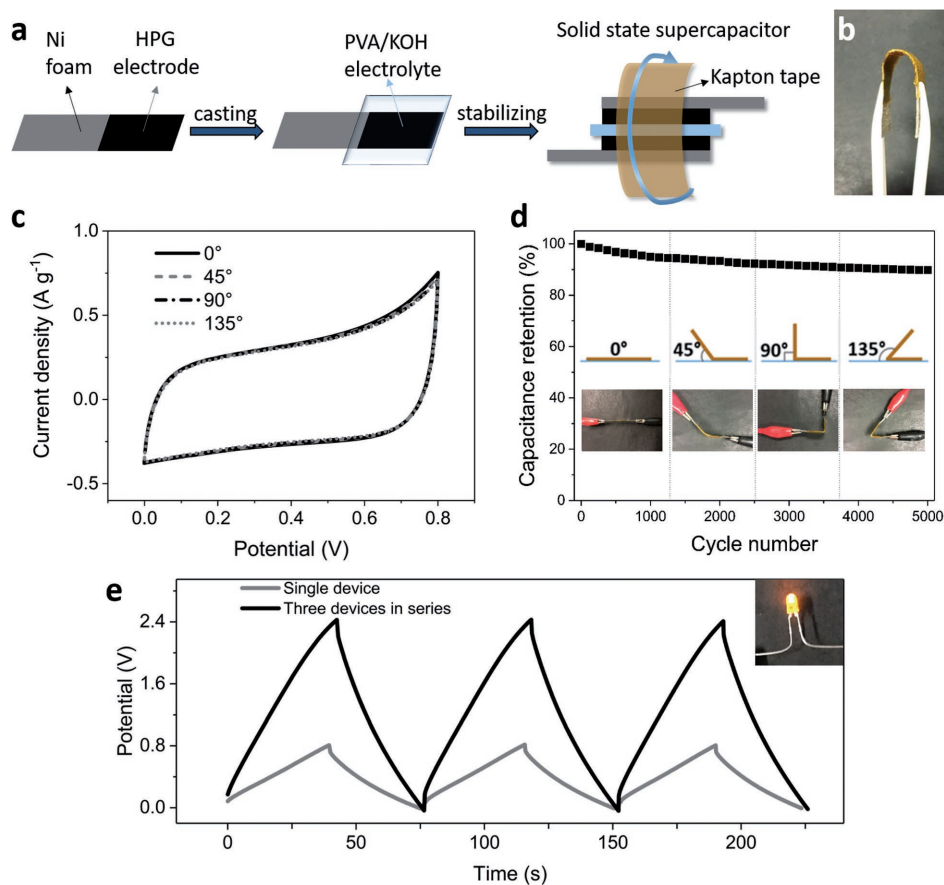 a
Ni
foam
HPG
electrode
casting
PVA/KOH
electrolyte
stabilizing
Solid state supercapacitor
Kapton tape
b
c
Current density (A g⁻¹)
1.0
0.5
0.0
-0.5
0°
45°
90°
135°
0.0 0.2 0.4 0.6 0.8
Potential (V)
d
Capacitance retention (%)
100
80
60
40
20
0
0° 45° 90° 135°
0 1000 2000 3000 4000 5000
Cycle number
e
Single device
Three devices in series
Potential (V)
2.4
1.6
0.8
0.0
0 50 75 100 125 150 175 200 225
Time (s)